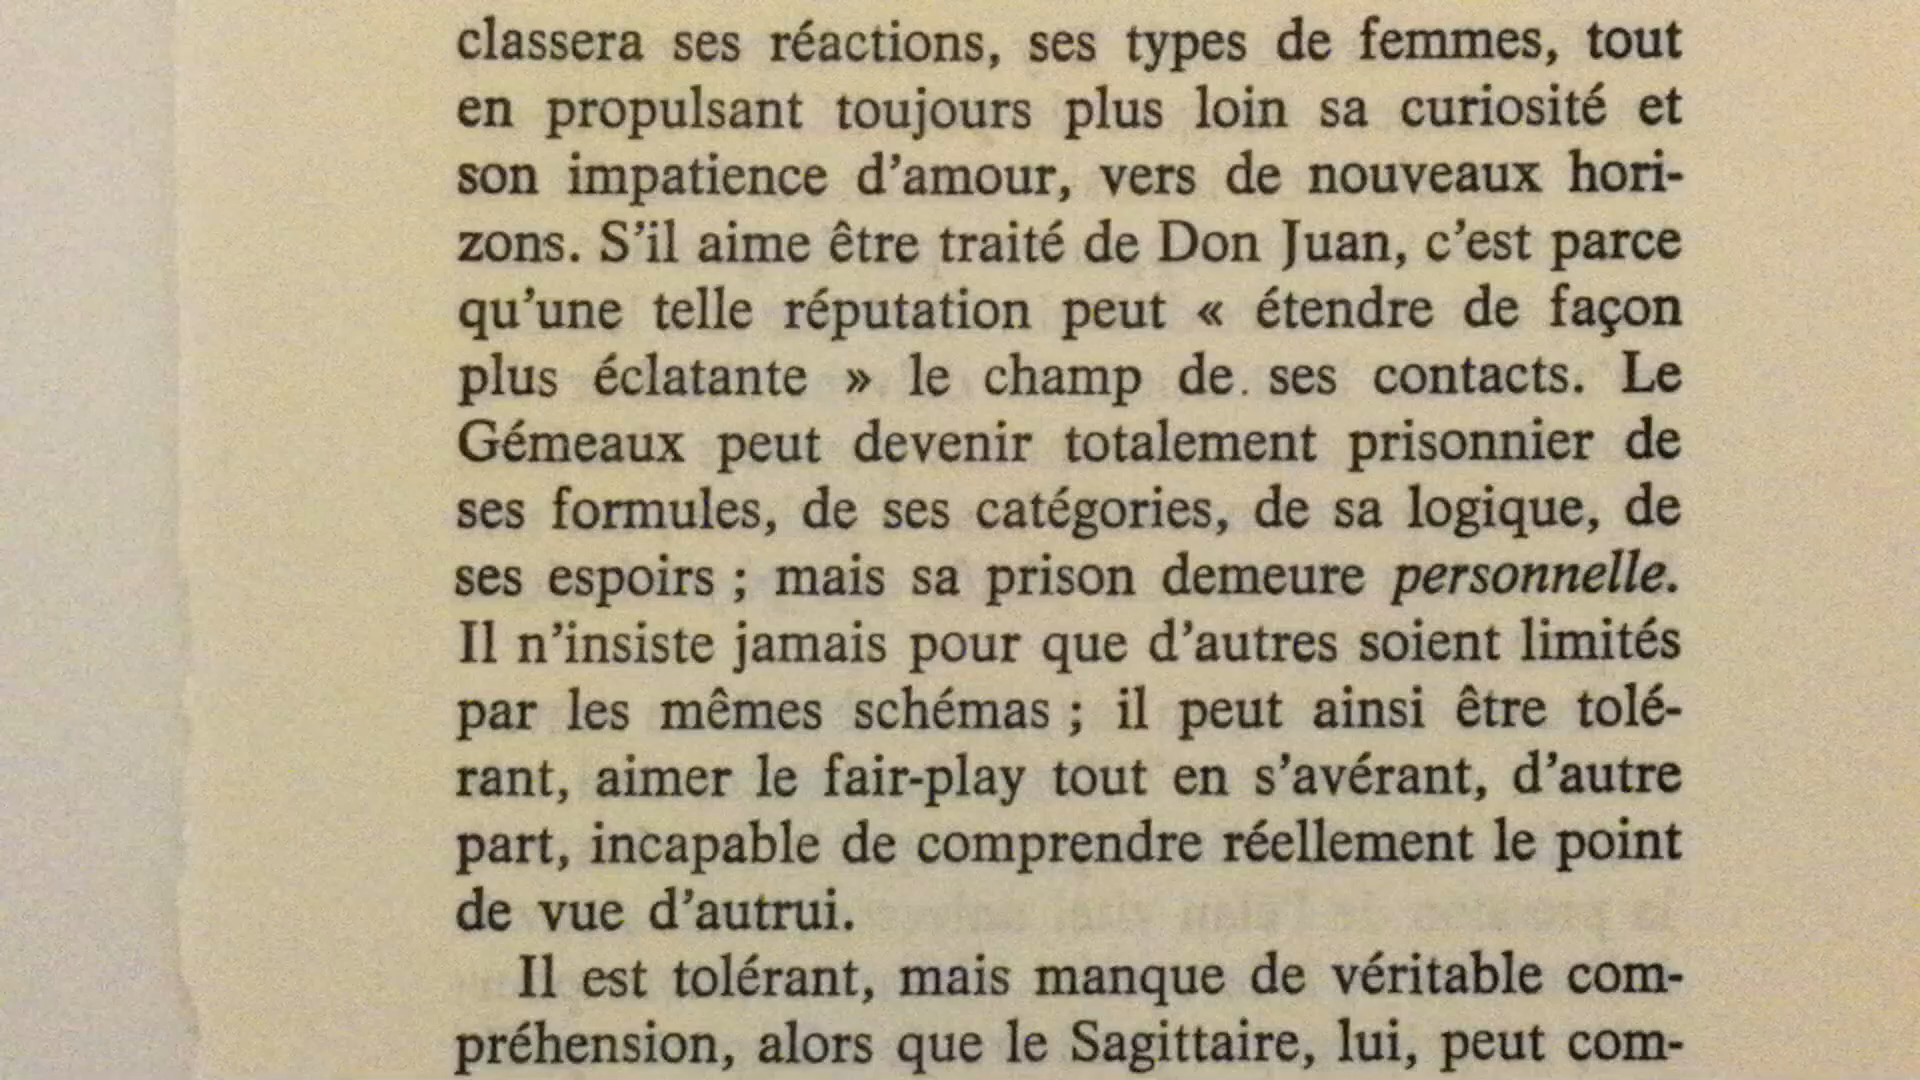 classera ses réactions, ses types de femmes, tout
en propulsant toujours plus loin sa curiosité et
son impatience d'amour, vers de nouveaux hori-
zons. S'il aime être traité de Don Juan, c'est parce
qu'une telle réputation peut « étendre de façon
plus éclatante » le champ de. ses contacts. Le
Gémeaux peut devenir totalement prisonnier de
ses formules, de ses catégories, de sa logique, de
ses espoirs ; mais sa prison demeure personnelle.
Il n'insiste jamais pour que d'autres soient limités
par les mêmes schémas ; il peut ainsi être tolé-
rant, aimer le fair-play tout en s'avérant, d'autre
part, incapable de comprendre réellement le point
de vue d'autrui.
Il est tolérant, mais manque de véritable com-
préhension, alors que le Sagittaire, lui, peut com-